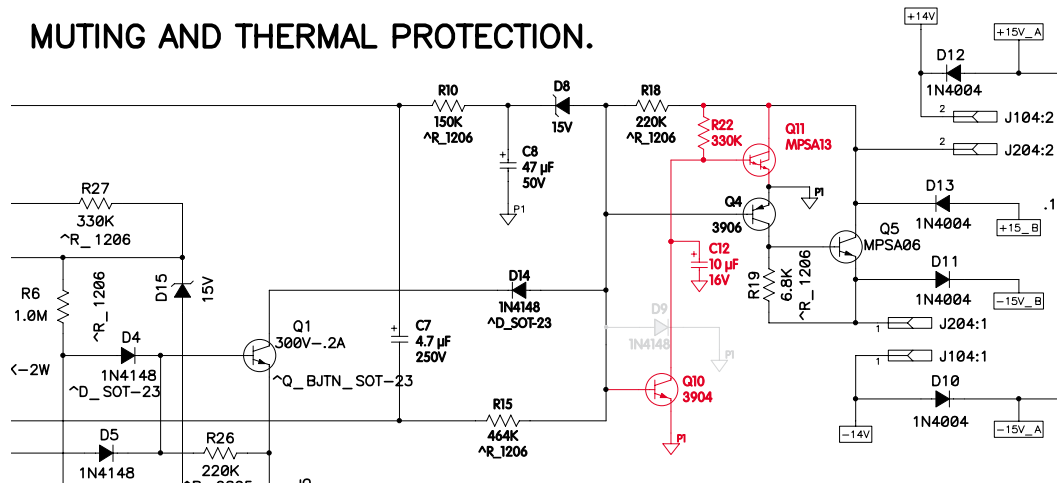 MUTING AND THERMAL PROTECTION.
+14V
+15V_A
D12
1N4004
2
J104:2
2
J204:2
R10
150K
^R_1206
D8
15V
R18
220K
^R_1206
R22
330K
Q11
MPSA13
+
C8
47 µF
50V
P1
P1
R27
330K
^R_1206
Q4
3906
D13
1N4004
.1
+15_B
Q5
MPSA06
D15
15V
R6
1.0M
^R_1206
D14
1N4148
^D_SOT-23
+
C12
10 µF
16V
R19
6.8K
^R_1206
D11
1N4004
-15V_B
1
J204:1
Q1
300V-.2A
^Q_BJTN_SOT-23
+
C7
4.7 µF
250V
D9
1N4148
P1
D4
1N4148
^D_SOT-23
<-2W
1
J104:1
Q10
3904
P1
D10
1N4004
-14V
-15V_A
R15
464K
^R_1206
D5
1N4148
R26
220K